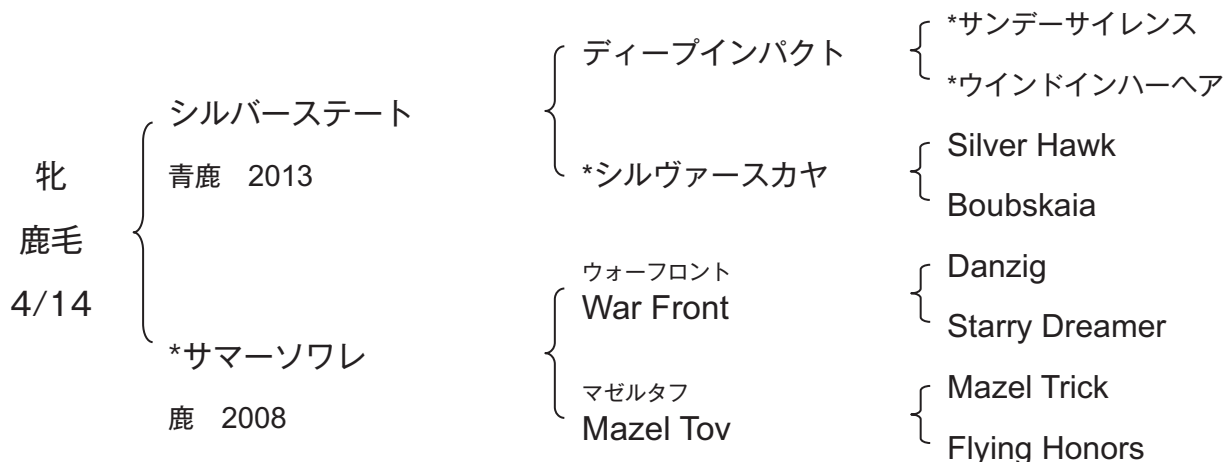 牝
鹿毛
4/14
シルバーステート
青鹿 2013
*サマーソワレ
鹿 2008
ディープインパクト
*シルヴァースカヤ
ウォーフロント
War Front
マゼルタフ
Mazel Tov
*サンデーサイレンス
*ウインドインハーヘア
Silver Hawk
Boubskaia
Danzig
Starry Dreamer
Mazel Trick
Flying Honors